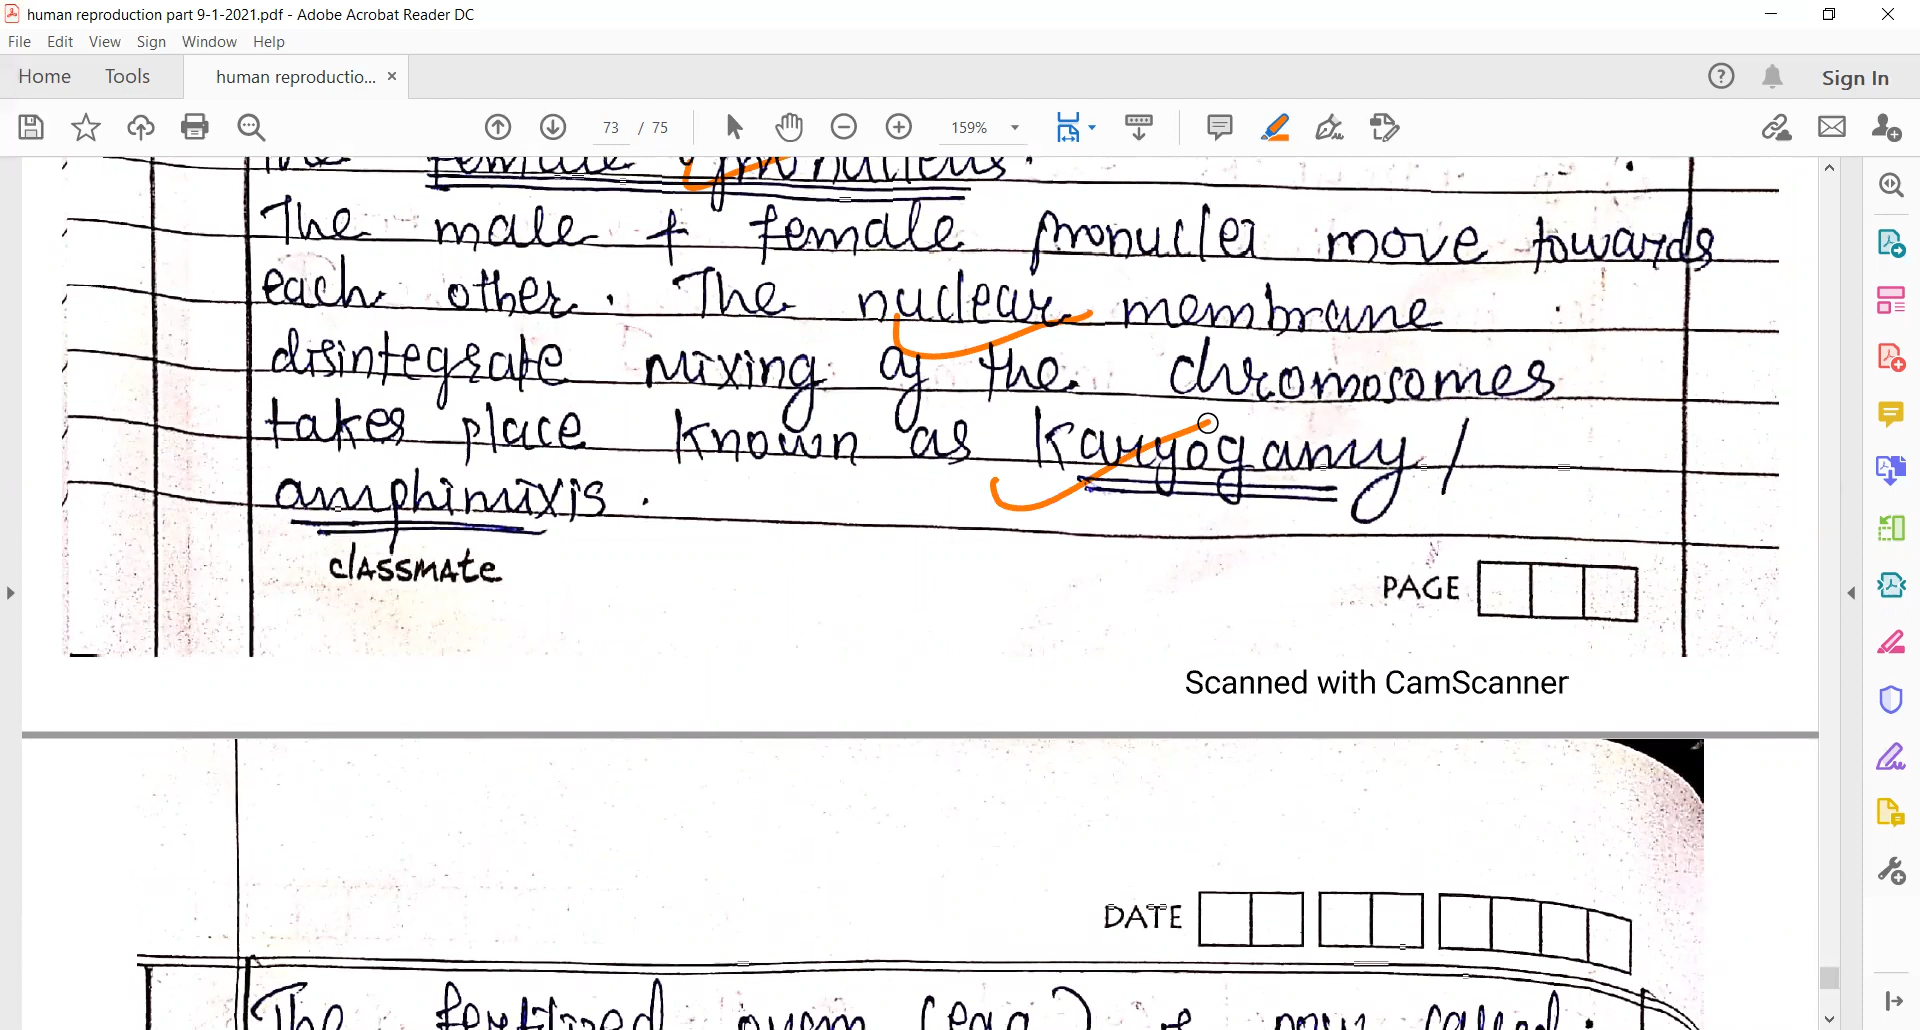 human reproduction part 9-1-2021.pdf - Adobe Acrobat Reader DC
File Edit View Sign Window Help
Home Tools human reproductio... × Sign In
73 / 75 159%
female pronucleus.
The male + female pronuclei move towards
each other. The nuclear membrane
disintegrate mixing of the chromosomes
takes place known as karyogamy /
amphimixis.
classmate
PAGE
Scanned with CamScanner
DATE
The fertilized ovum (egg) is now called